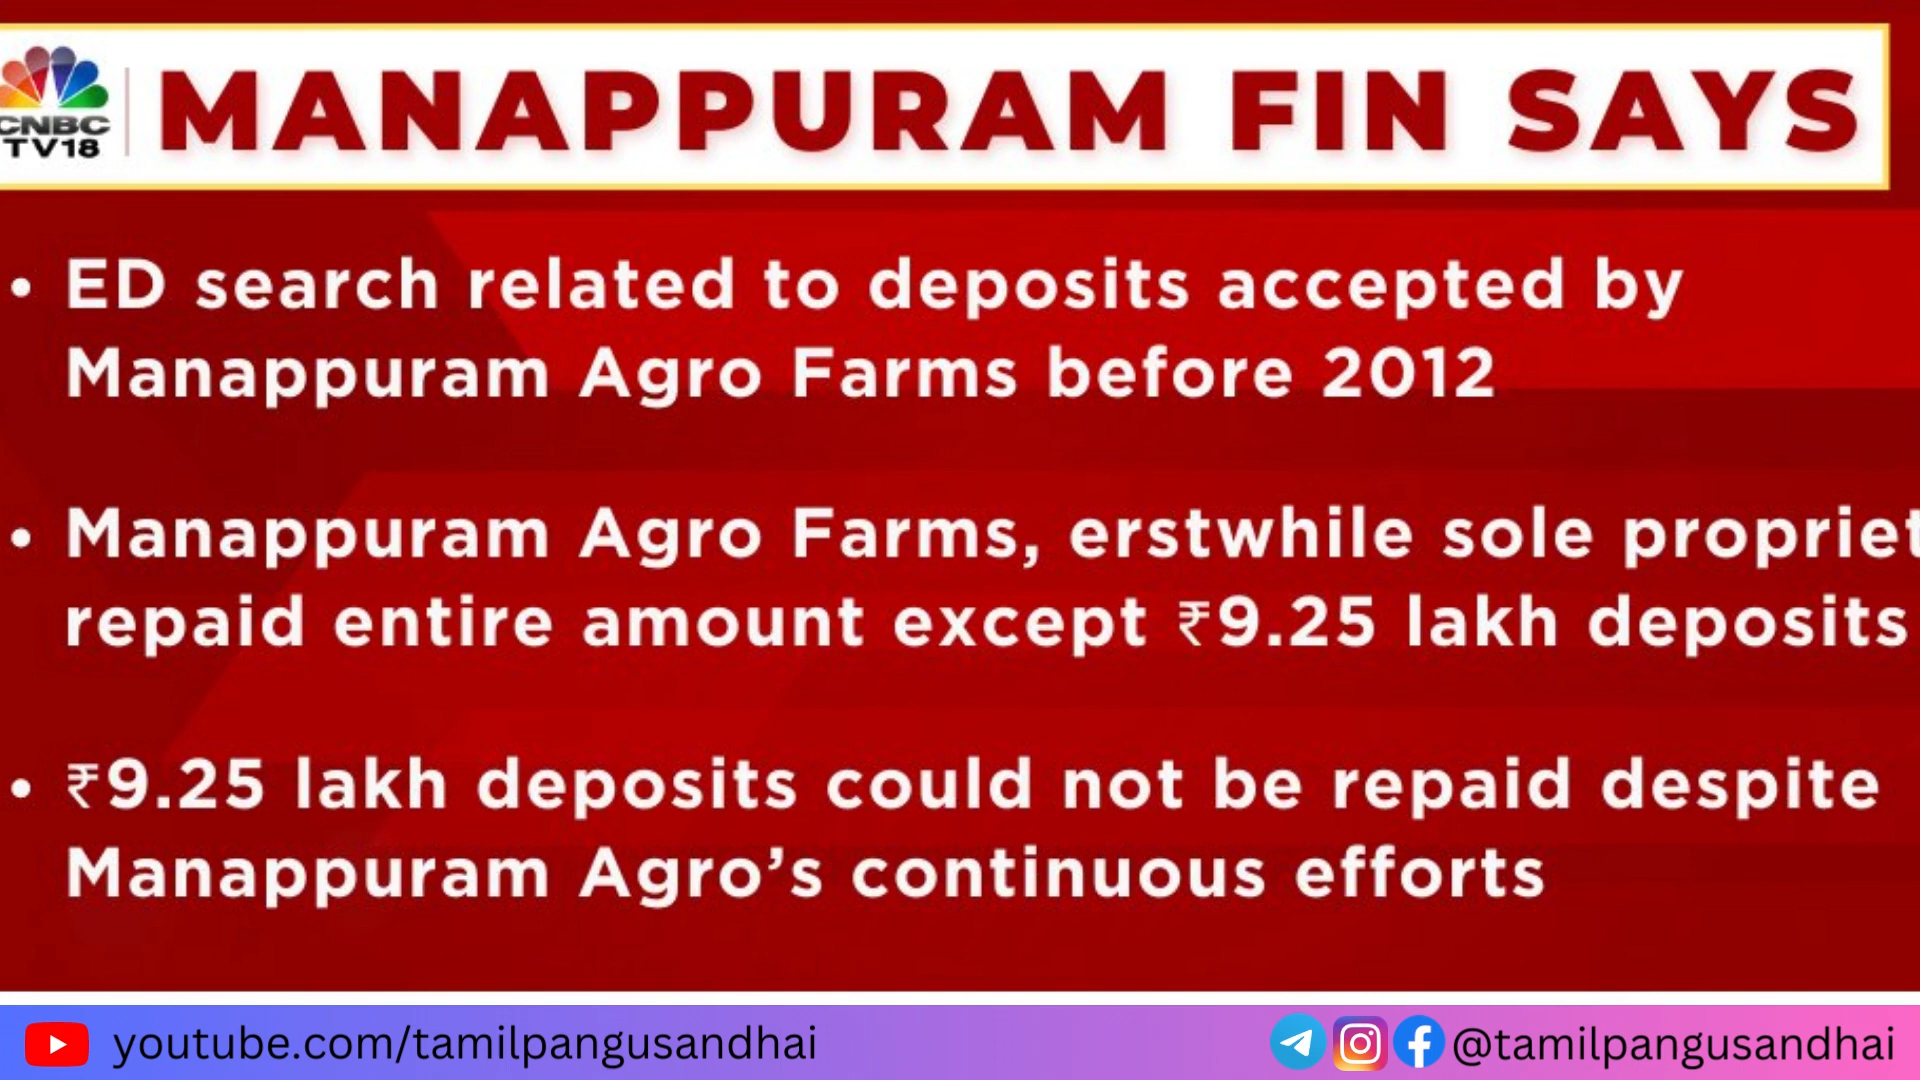 CNBC
TV18
MANAPPURAM FIN SAYS
• ED search related to deposits accepted by
Manappuram Agro Farms before 2012
• Manappuram Agro Farms, erstwhile sole propriet
repaid entire amount except ₹9.25 lakh deposits
• ₹9.25 lakh deposits could not be repaid despite
Manappuram Agro’s continuous efforts
youtube.com/tamilpangusandhai
@tamilpangusandhai